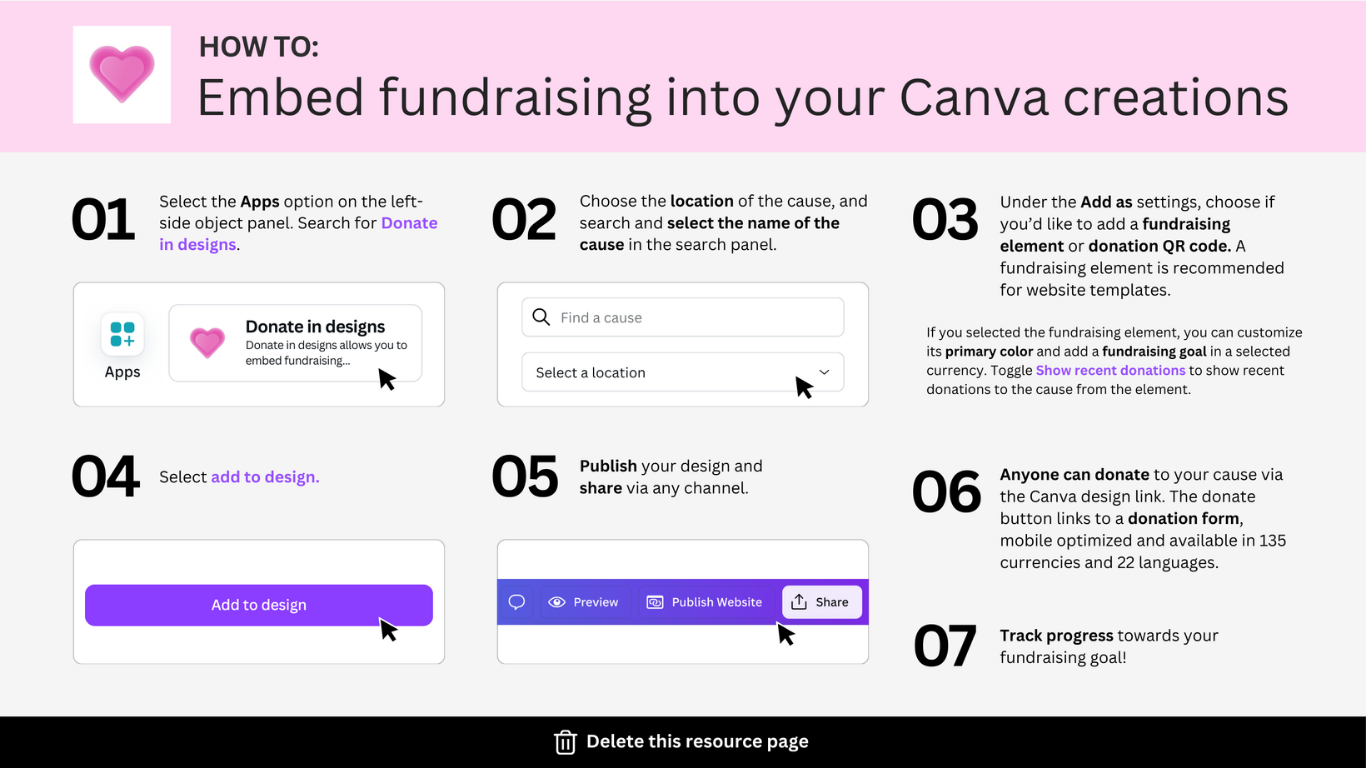 HOW TO:
Embed fundraising into your Canva creations
01
Select the Apps option on the left-
side object panel. Search for Donate
in designs.
Apps
Donate in designs
Donate in designs allows you to
embed fundraising...
02
Choose the location of the cause, and
search and select the name of the
cause in the search panel.
Find a cause
Select a location
03
Under the Add as settings, choose if
you’d like to add a fundraising
element or donation QR code. A
fundraising element is recommended
for website templates.
If you selected the fundraising element, you can customize
its primary color and add a fundraising goal in a selected
currency. Toggle Show recent donations to show recent
donations to the cause from the element.
04
Select add to design.
Add to design
05
Publish your design and
share via any channel.
Preview
Publish Website
Share
06
Anyone can donate to your cause via
the Canva design link. The donate
button links to a donation form,
mobile optimized and available in 135
currencies and 22 languages.
07
Track progress towards your
fundraising goal!
Delete this resource page